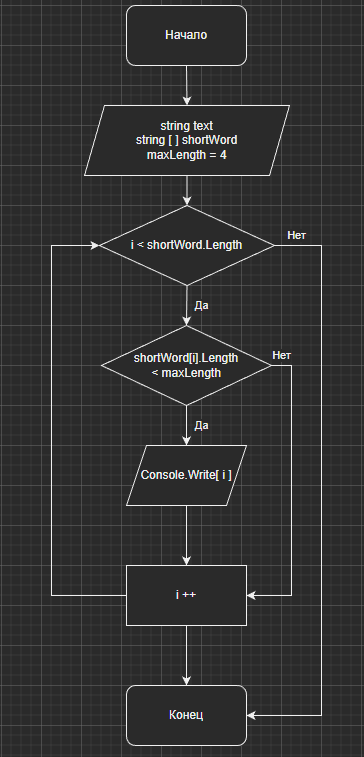 Начало
string text
string [ ] shortWord
maxLength = 4
i < shortWord.Length
Нет
Да
shortWord[i].Length
< maxLength
Нет
Да
Console.Write[ i ]
i ++
Конец